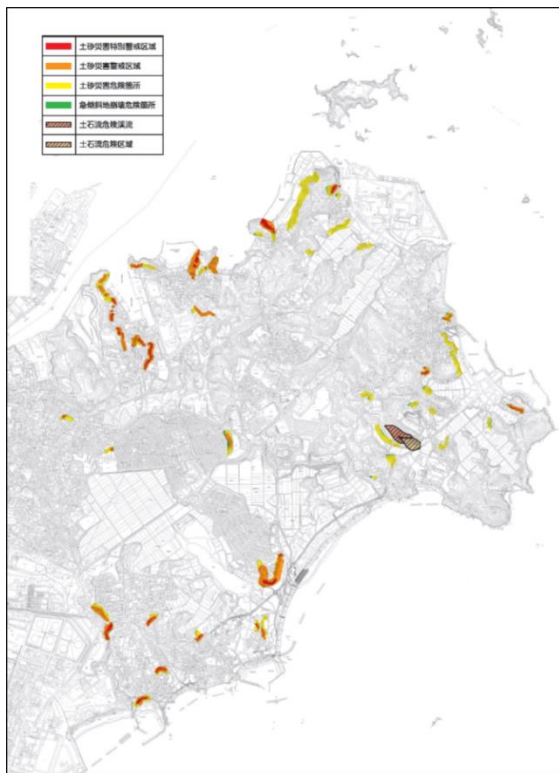 土砂災害特別警戒区域
土砂災害警戒区域
土砂災害危険箇所
急傾斜地崩壊危険箇所
土石流危険渓流
土石流危険区域